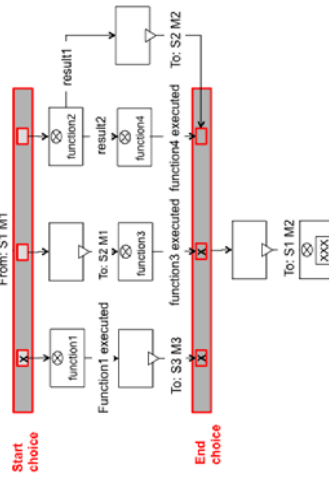 From: S1 M1
Start
choice
x
function1
Function1 executed
To: S3 M3
To: S2 M1
function3
function3 executed
function2
result1
result2
function4
function4 executed
To: S2 M2
End
choice
x
x
To: S1 M2
XXX